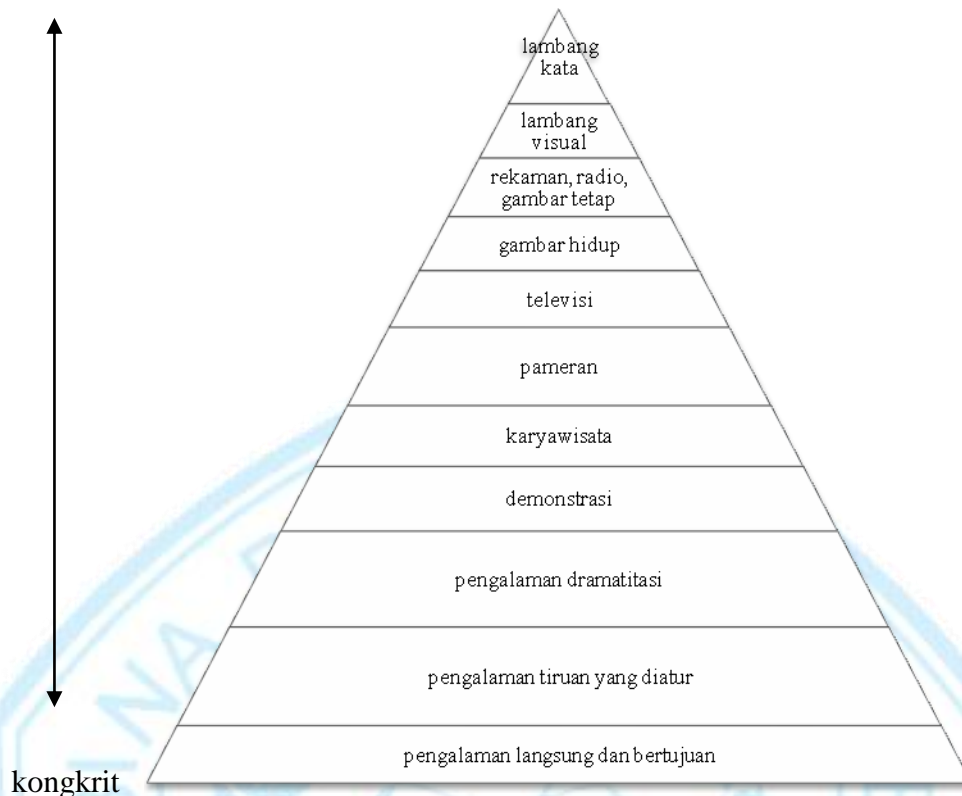 lambang
kata
lambang
visual
rekaman, radio,
gambar tetap
gambar hidup
televisi
pameran
karyawisata
demonstrasi
pengalaman dramatitasi
pengalaman tiruan yang diatur
pengalaman langsung dan bertujuan
kongkrit